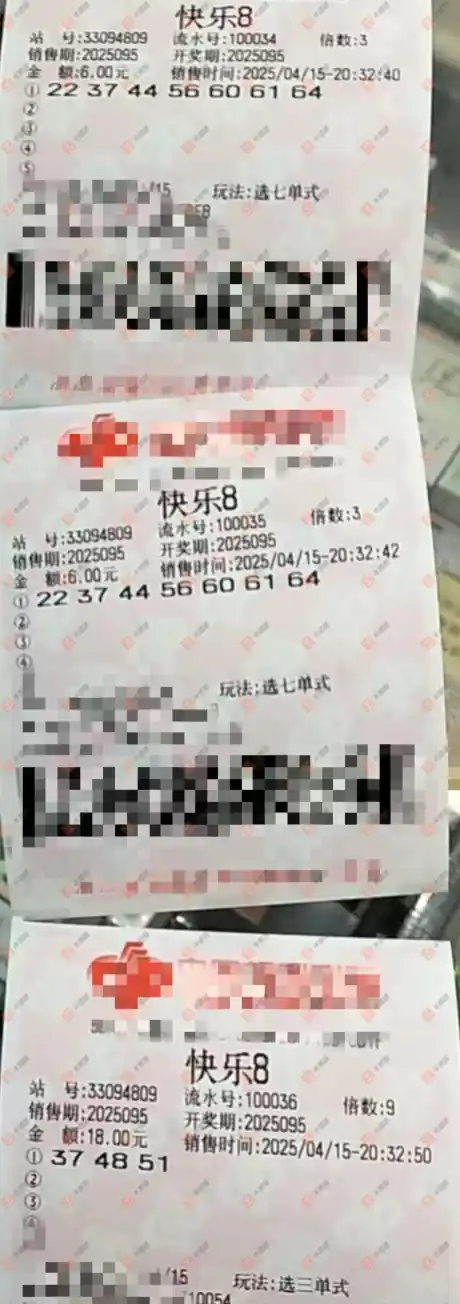 快乐8
站 号:33094809 流水号:100034 倍数:3
销售期:2025095 开奖期:2025095
金 额:6.00元 销售时间:2025/04/15-20:32:40
① 22 37 44 56 60 61 64
②
③
④
⑤
/15 玩法:选七单式
快乐8
站 号:33094809 流水号:100035 倍数:3
销售期:2025095 开奖期:2025095
金 额:6.00元 销售时间:2025/04/15-20:32:42
① 22 37 44 56 60 61 64
②
③
④
玩法:选七单式
快乐8
站 号:33094809 流水号:100036 倍数:9
销售期:2025095 开奖期:2025095
金 额:18.00元 销售时间:2025/04/15-20:32:50
① 37 48 51
②
③
④
/15 玩法:选三单式
10054